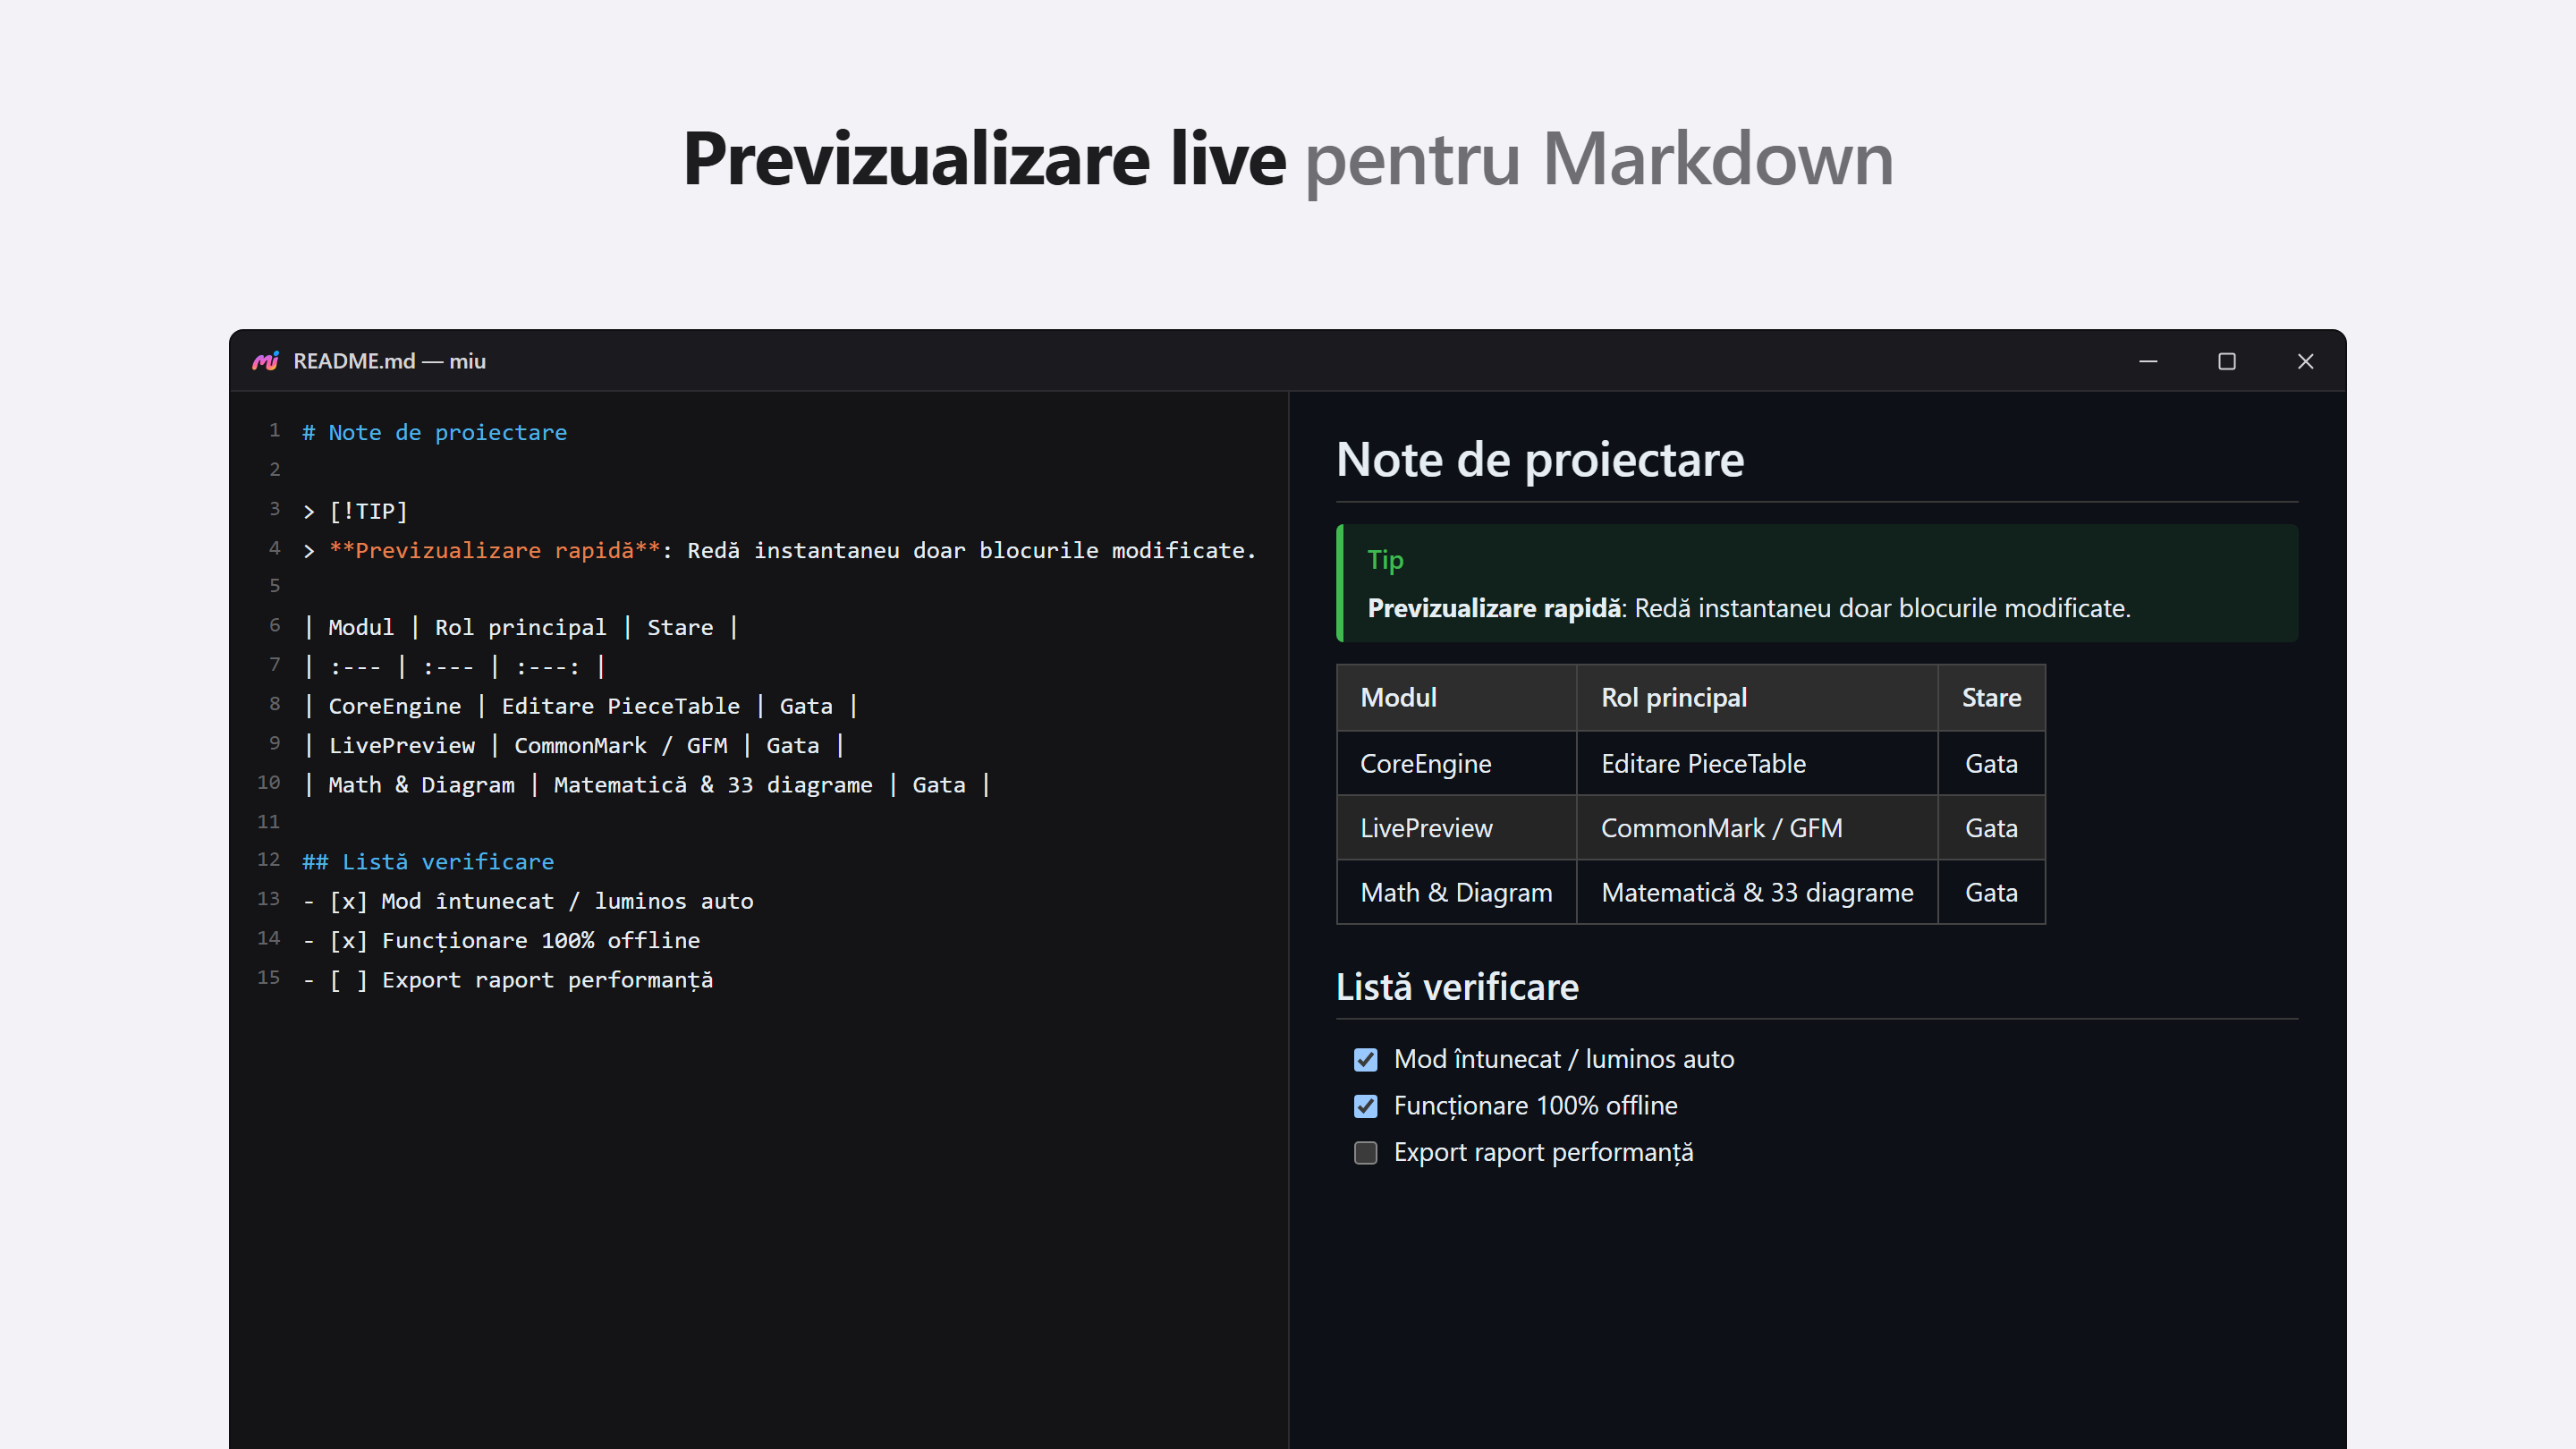 Previzualizare live pentru Markdown
README.md — miu
1 # Note de proiectare
2
3 > [!TIP]
4 > **Previzualizare rapidă**: Redă instantaneu doar blocurile modificate.
5
6 | Modul | Rol principal | Stare |
7 | :--- | :--- | :---: |
8 | CoreEngine | Editare PieceTable | Gata |
9 | LivePreview | CommonMark / GFM | Gata |
10 | Math & Diagram | Matematică & 33 diagrame | Gata |
11
12 ## Listă verificare
13 - [x] Mod întunecat / luminos auto
14 - [x] Funcționare 100% offline
15 - [ ] Export raport performanță
Note de proiectare
Tip
Previzualizare rapidă: Redă instantaneu doar blocurile modificate.
Modul Rol principal Stare
CoreEngine Editare PieceTable Gata
LivePreview CommonMark / GFM Gata
Math & Diagram Matematică & 33 diagrame Gata
Listă verificare
Mod întunecat / luminos auto
Funcționare 100% offline
Export raport performanță